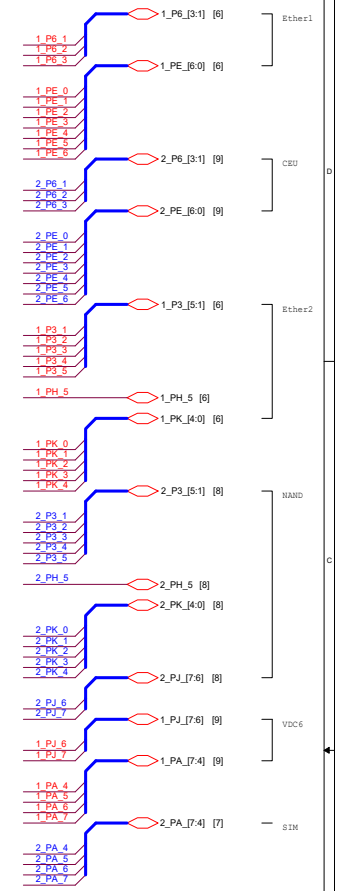 1_P6_[3:1] [6]
Ether1
1_P6_1
1_P6_2
1_P6_3
1_PE_[6:0] [6]
1_PE_0
1_PE_1
1_PE_2
1_PE_3
1_PE_4
1_PE_5
1_PE_6
2_P6_[3:1] [9]
CEU
D
2_P6_1
2_P6_2
2_P6_3
2_PE_[6:0] [9]
2_PE_0
2_PE_1
2_PE_2
2_PE_3
2_PE_4
2_PE_5
2_PE_6
1_P3_[5:1] [6]
Ether2
1_P3_1
1_P3_2
1_P3_3
1_P3_4
1_P3_5
1_PH_5
1_PH_5 [6]
1_PK_[4:0] [6]
1_PK_0
1_PK_1
1_PK_2
1_PK_3
1_PK_4
2_P3_[5:1] [8]
NAND
2_P3_1
2_P3_2
2_P3_3
2_P3_4
2_P3_5
C
2_PH_5
2_PH_5 [8]
2_PK_[4:0] [8]
2_PK_0
2_PK_1
2_PK_2
2_PK_3
2_PK_4
2_PJ_[7:6] [8]
2_PJ_6
2_PJ_7
1_PJ_[7:6] [9]
VDC6
1_PJ_6
1_PJ_7
1_PA_[7:4] [9]
1_PA_4
1_PA_5
1_PA_6
1_PA_7
2_PA_[7:4] [7]
SIM
2_PA_4
2_PA_5
2_PA_6
2_PA_7